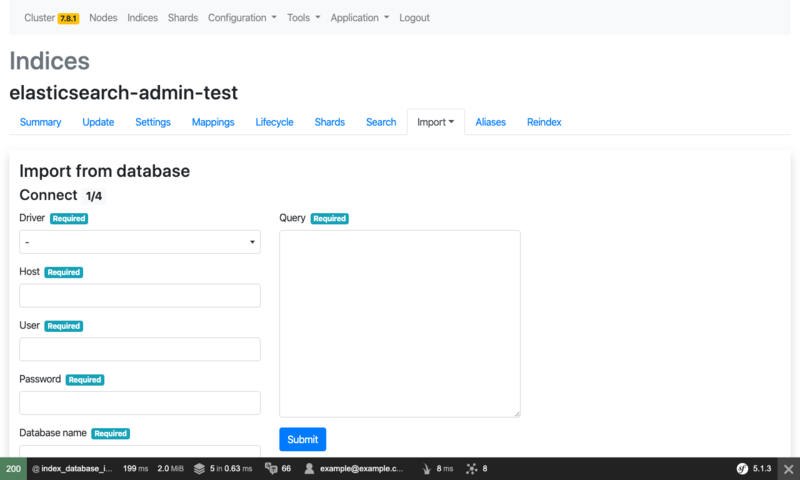 Cluster 7.8.1 Nodes Indices Shards Configuration Tools Application Logout
Indices
elasticsearch-admin-test
Summary Update Settings Mappings Lifecycle Shards Search Import Aliases Reindex
Import from database
Connect 1/4
Driver Required
-
Host Required
User Required
Password Required
Database name Required
Query Required
Submit
200 @ index_database_i... 199 ms 2.0 MiB 5 in 0.63 ms 66 example@example.c... 8 ms 8 sf 5.1.3